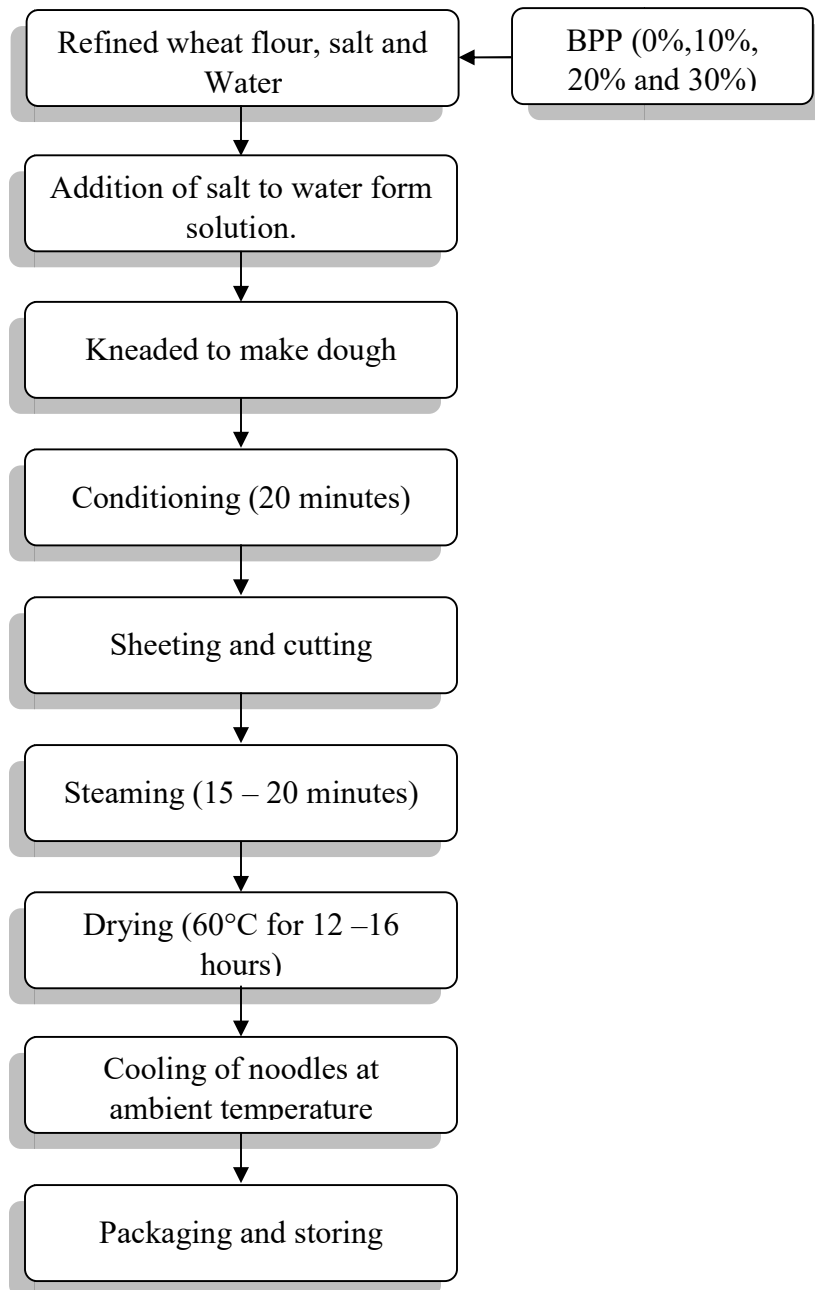 Refined wheat flour, salt and
Water
BPP (0%,10%,
20% and 30%)
Addition of salt to water form
solution.
Kneaded to make dough
Conditioning (20 minutes)
Sheeting and cutting
Steaming (15 – 20 minutes)
Drying (60°C for 12 –16
hours)
Cooling of noodles at
ambient temperature
Packaging and storing